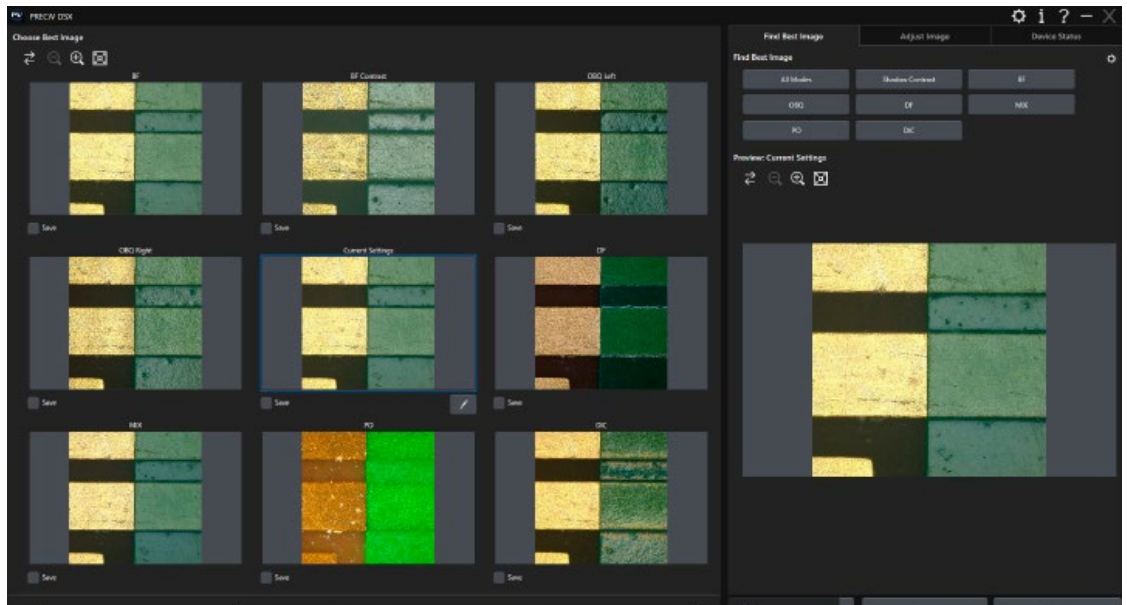 PRECiV DSX
Choose Best Image
BF
BF Contrast
OBQ Left
Save
Save
Save
OBQ Right
Current Settings
DF
Save
Save
Save
MIX
PO
DIC
Save
Save
Save
Find Best Image
Adjust Image
Device Status
Find Best Image
All Modes
Shadow Contrast
BF
OBQ
DF
MIX
PO
DIC
Preview: Current Settings